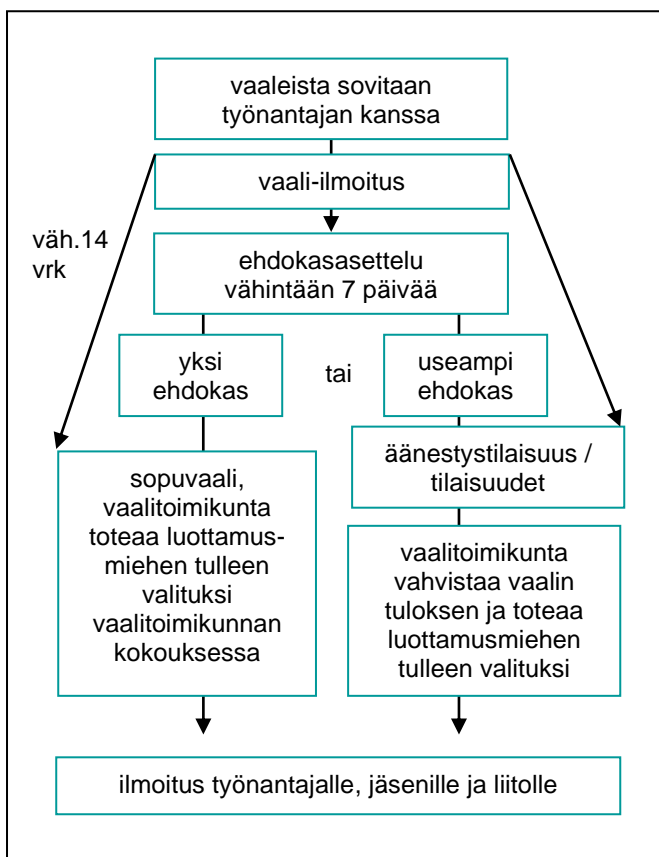 vaaleista sovitaan
työnantajan kanssa
vaali-ilmoitus
väh.14
vrk
ehdokasasettelu
vähintään 7 päivää
yksi
ehdokas
tai
useampi
ehdokas
sopuvaali,
vaalitoimikunta
toteaa luottamus-
miehen tulleen
valituksi
vaalitoimikunnan
kokouksessa
äänestystilaisuus /
tilaisuudet
vaalitoimikunta
vahvistaa vaalin
tuloksen ja toteaa
luottamusmiehen
tulleen valituksi
ilmoitus työnantajalle, jäsenille ja liitolle